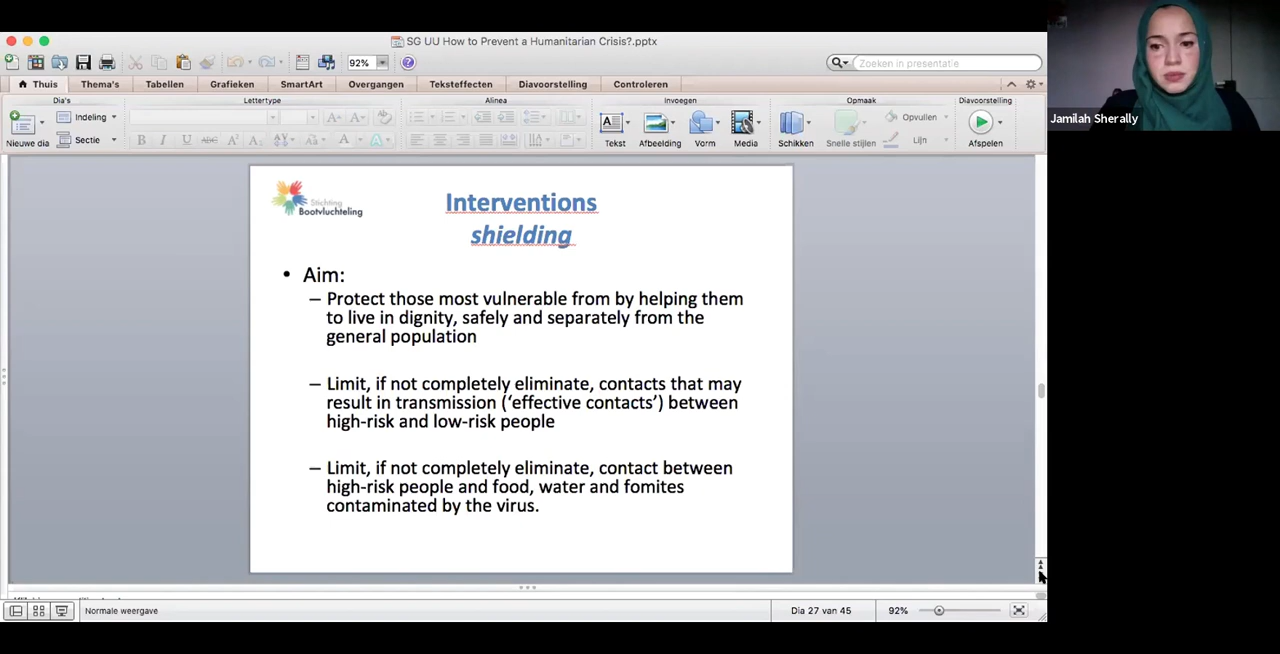 SG UU How to Prevent a Humanitarian Crisis?.pptx
92%
Zoeken in presentatie
Thuis Thema's Tabellen Grafieken SmartArt Overgangen Teksteffecten Diavoorstelling Controleren
Dia's Lettertype Alinea Invoegen Opmaak Diavoorstelling
Nieuwe dia Indeling Sectie
B I U ABC A² A₂
Tekst Afbeelding Vorm Media Schikken Snelle stijlen Opvullen Lijn Afspelen
Jamilah Sherally
Stichting
Bootvluchteling
Interventions
shielding
• Aim:
– Protect those most vulnerable from by helping them
to live in dignity, safely and separately from the
general population
– Limit, if not completely eliminate, contacts that may
result in transmission (‘effective contacts’) between
high-risk and low-risk people
– Limit, if not completely eliminate, contact between
high-risk people and food, water and fomites
contaminated by the virus.
Normale weergave Dia 27 van 45 92%